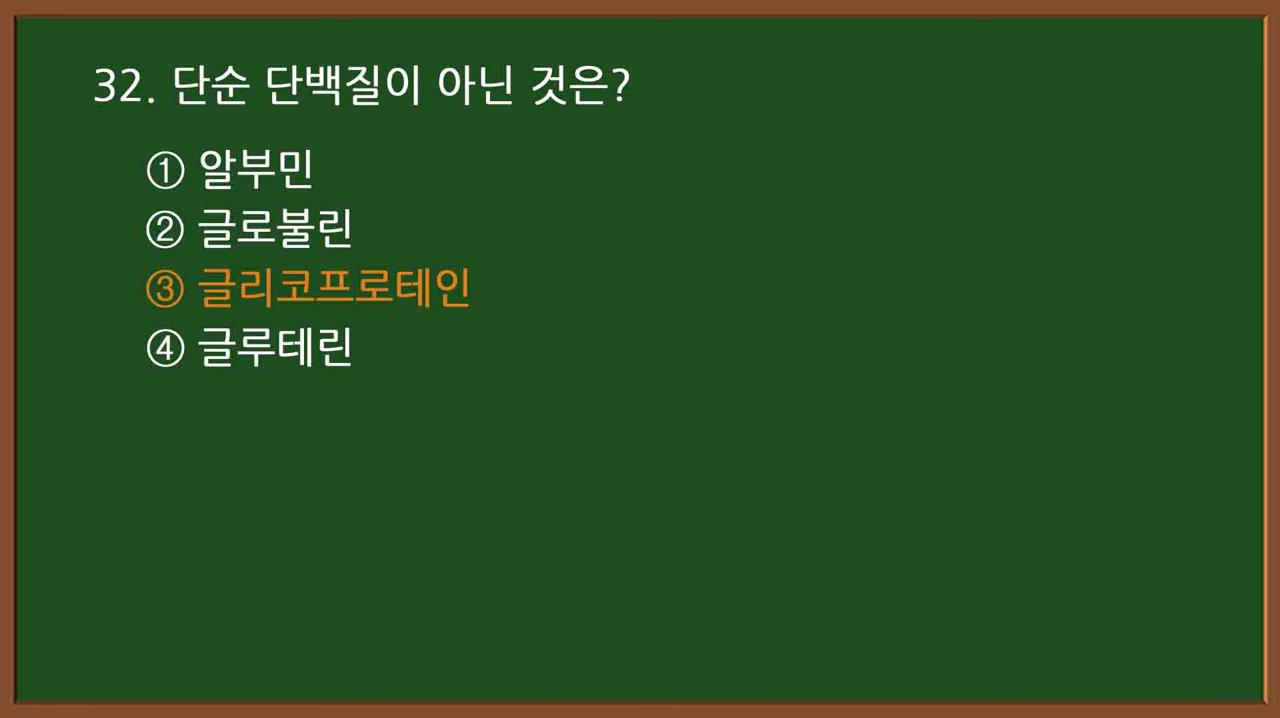 32. 단순 단백질이 아닌 것은?
① 알부민
② 글로불린
③ 글리코프로테인
④ 글루테린